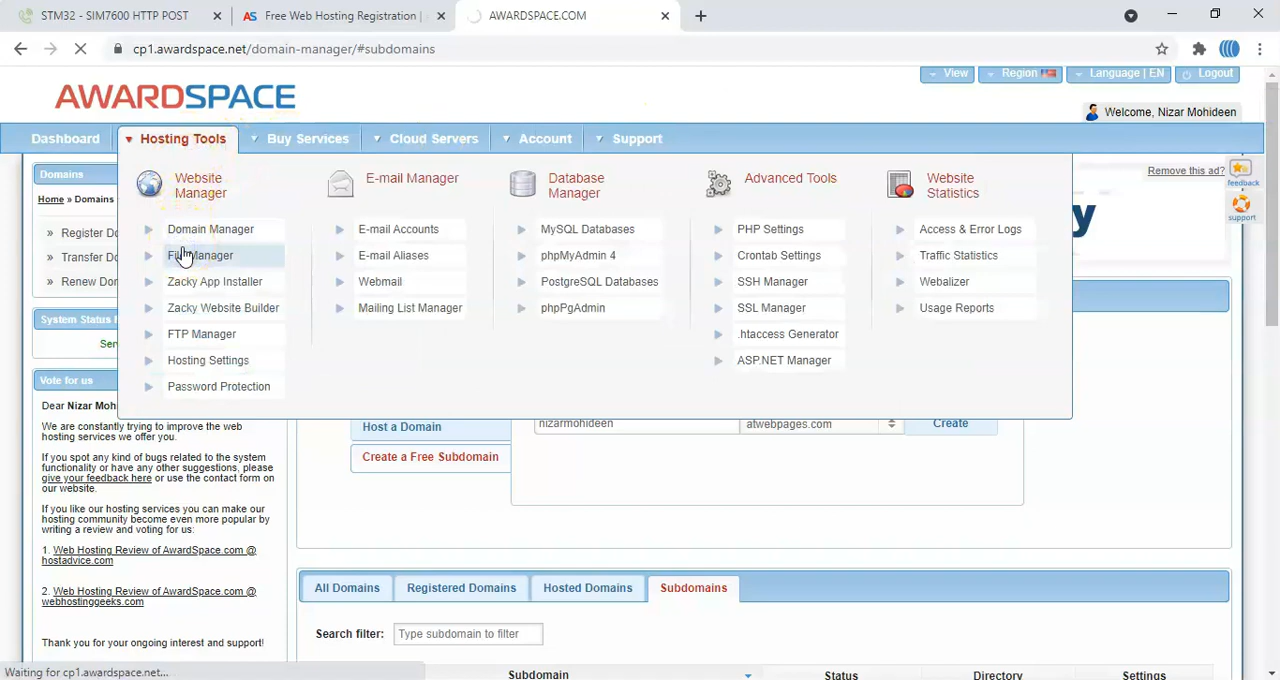 STM32 - SIM7600 HTTP POST
Free Web Hosting Registration |
AWARDSPACE.COM
cp1.awardspace.net/domain-manager/#subdomains
AWARDSPACE
View
Region
Language | EN
Logout
Welcome, Nizar Mohideen
Dashboard
Hosting Tools
Buy Services
Cloud Servers
Account
Support
Domains
Home » Domains
» Register Do
» Transfer Do
» Renew Don
System Status
Serv
Vote for us
Dear Nizar Moh
We are constantly trying to improve the web
hosting services we offer you.
If you spot any kind of bugs related to the system
functionality or have any other suggestions, please
give your feedback here or use the contact form on
our website.
If you like our hosting services you can make our
hosting community become even more popular by
writing a review and voting for us:
1. Web Hosting Review of AwardSpace.com @
hostadvice.com
2. Web Hosting Review of AwardSpace.com @
webhostinggeeks.com
Thank you for your ongoing interest and support!
Website
Manager
Domain Manager
File Manager
Zacky App Installer
Zacky Website Builder
FTP Manager
Hosting Settings
Password Protection
E-mail Manager
E-mail Accounts
E-mail Aliases
Webmail
Mailing List Manager
Database
Manager
MySQL Databases
phpMyAdmin 4
PostgreSQL Databases
phpPgAdmin
Advanced Tools
PHP Settings
Crontab Settings
SSH Manager
SSL Manager
.htaccess Generator
ASP.NET Manager
Website
Statistics
Access & Error Logs
Traffic Statistics
Webalizer
Usage Reports
Remove this ad?
y
feedback
support
Host a Domain
Create a Free Subdomain
nizarmohideen
atwebpages.com
Create
All Domains
Registered Domains
Hosted Domains
Subdomains
Search filter:
Type subdomain to filter
Subdomain
Status
Directory
Settings
Waiting for cp1.awardspace.net...